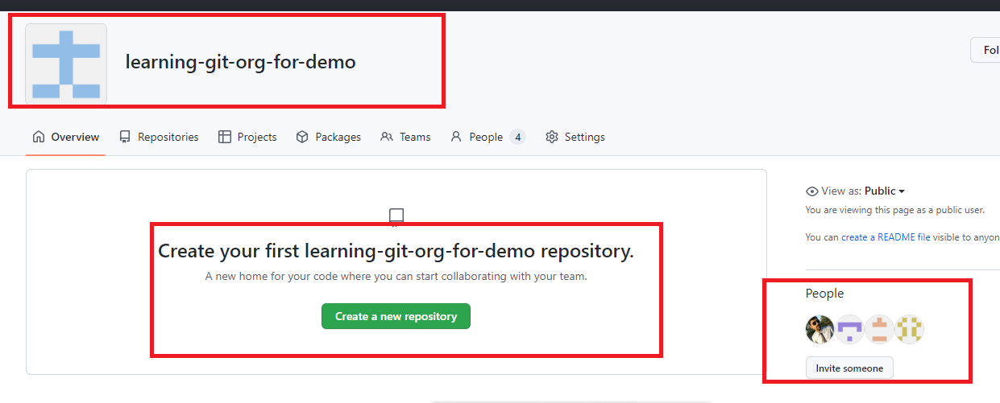 learning-git-org-for-demo
Overview Repositories Projects Packages Teams People 4 Settings
Create your first learning-git-org-for-demo repository.
A new home for your code where you can start collaborating with your team.
Create a new repository
View as: Public
You are viewing this page as a public user.
You can create a README file visible to anyon
People
Invite someone